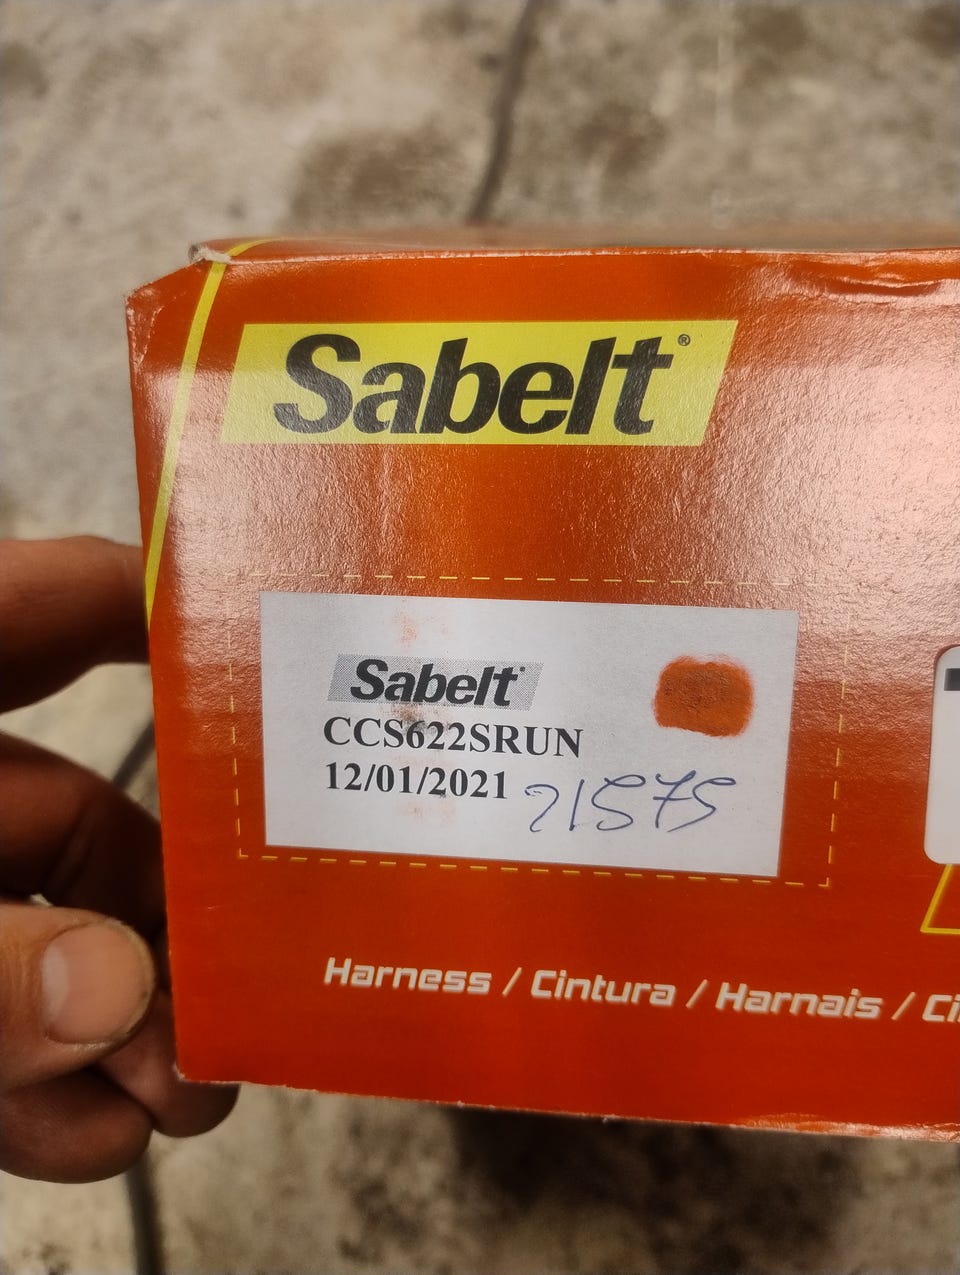 Sabelt®
Sabelt
CCS622SRUN
12/01/2021
21575
Harness / Cintura / Harnais /